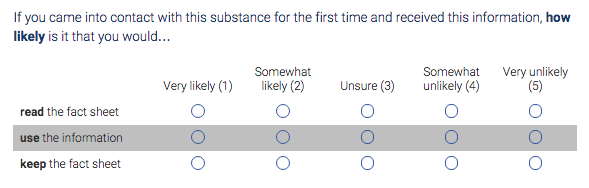 If you came into contact with this substance for the first time and received this information, how
likely is it that you would...
Very likely (1) Somewhat likely (2) Unsure (3) Somewhat unlikely (4) Very unlikely (5)
read the fact sheet
use the information
keep the fact sheet